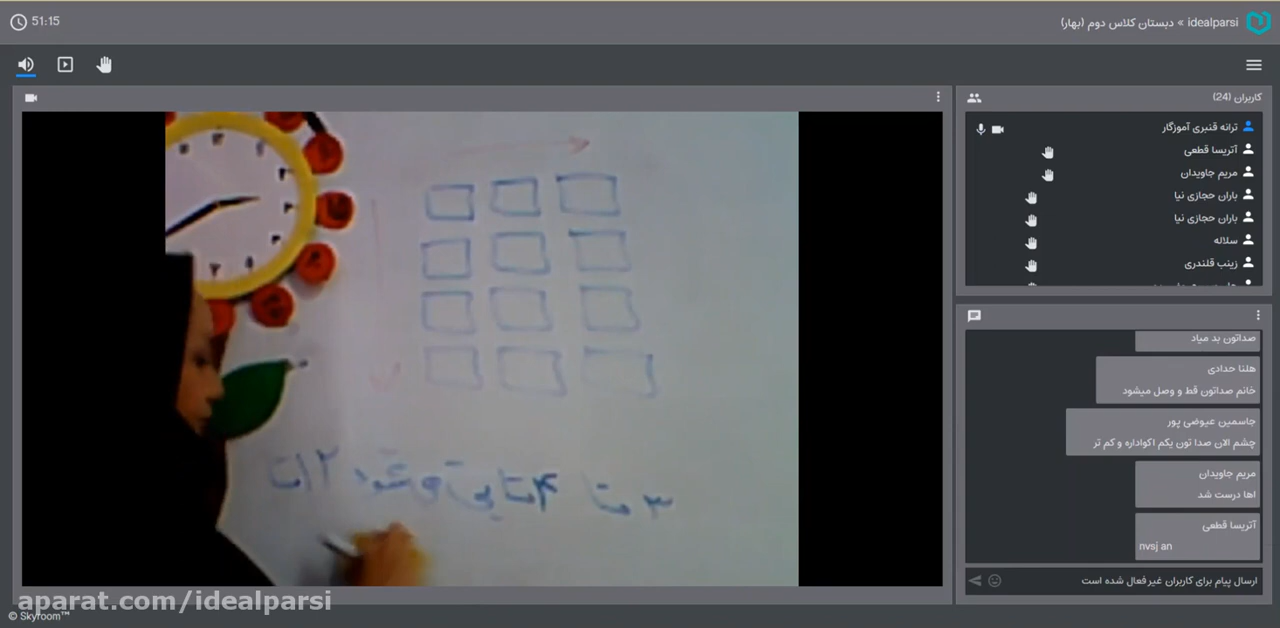 51:15
idealparsi » دبستان کلاس دوم (بهار)
کاربران (24)
ترانه قنبری آموزگار
آتریسا قطعی
مریم جاویدان
باران حجازی نیا
باران حجازی نیا
سلاله
زینب قلندری
۳ تا ۴ تایی می شود ۱۲ تا
صداتون بد میاد
هلنا حدادی
خانم صداتون قط و وصل میشود
جاسمین عیوضی پور
چشم الان صدا تون یکم اکواداره و کم تر
مریم جاویدان
اها درست شد
آتریسا قطعی
nvsj an
ارسال پیام برای کاربران غیر فعال شده است
aparat.com/idealparsi
© Skyroom™